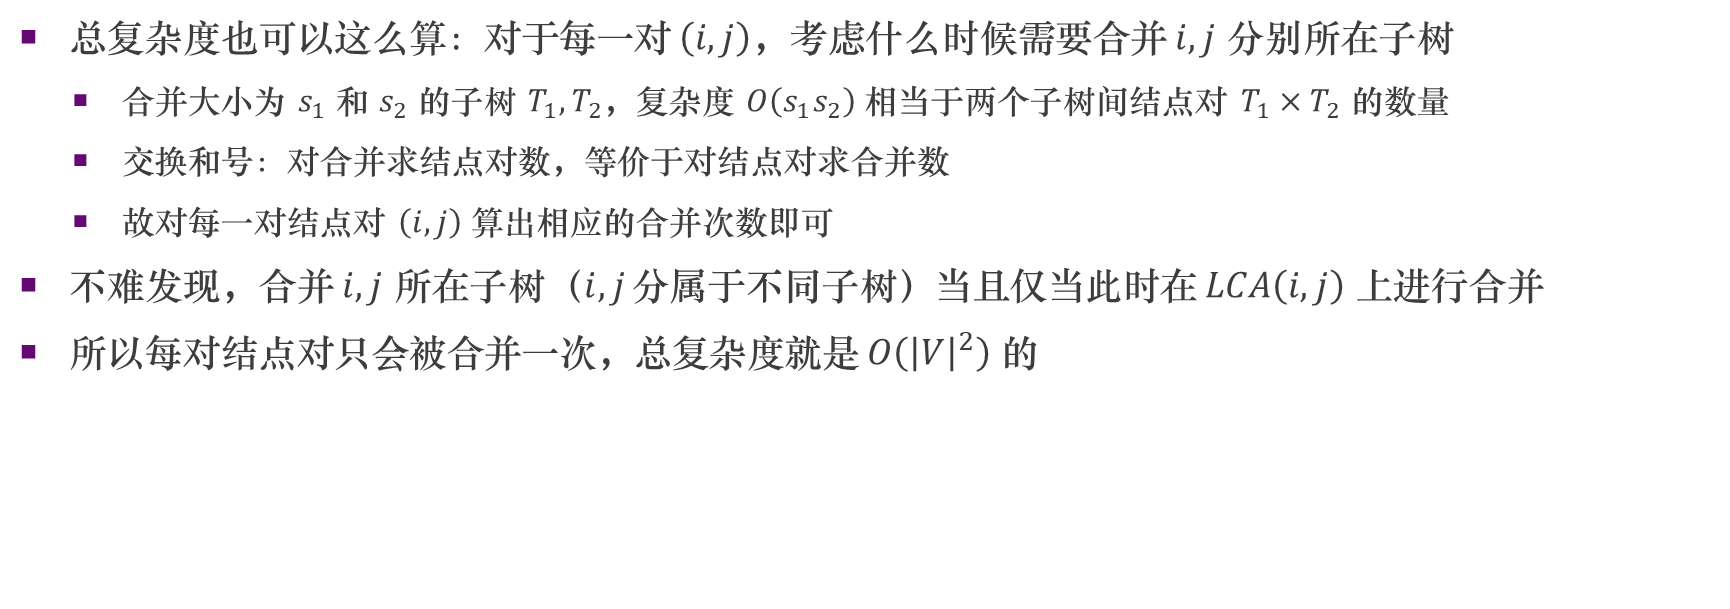 ▪ 总复杂度也可以这么算：对于每一对 (i, j)，考虑什么时候需要合并 i, j 分别所在子树
▪ 合并大小为 s₁ 和 s₂ 的子树 T₁, T₂，复杂度 O(s₁s₂) 相当于两个子树间结点对 T₁ × T₂ 的数量
▪ 交换和号：对合并求结点对数，等价于对结点对求合并数
▪ 故对每一对结点对 (i, j) 算出相应的合并次数即可
▪ 不难发现，合并 i, j 所在子树（i, j 分属于不同子树）当且仅当此时在 LCA(i, j) 上进行合并
▪ 所以每对结点对只会被合并一次，总复杂度就是 O(|V|²) 的